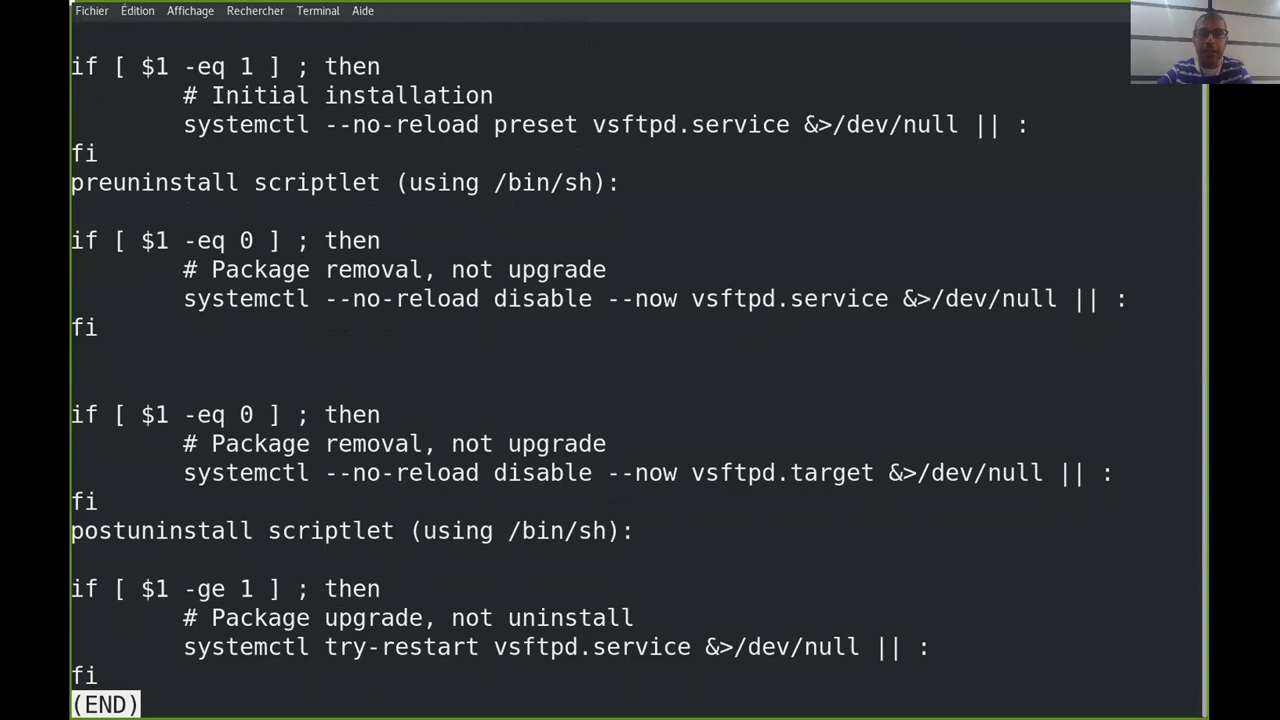 Fichier Édition Affichage Rechercher Terminal Aide
if [ $1 -eq 1 ] ; then
# Initial installation
systemctl --no-reload preset vsftpd.service &>/dev/null || :
fi
preuninstall scriptlet (using /bin/sh):
if [ $1 -eq 0 ] ; then
# Package removal, not upgrade
systemctl --no-reload disable --now vsftpd.service &>/dev/null || :
fi
if [ $1 -eq 0 ] ; then
# Package removal, not upgrade
systemctl --no-reload disable --now vsftpd.target &>/dev/null || :
fi
postuninstall scriptlet (using /bin/sh):
if [ $1 -ge 1 ] ; then
# Package upgrade, not uninstall
systemctl try-restart vsftpd.service &>/dev/null || :
fi
(END)